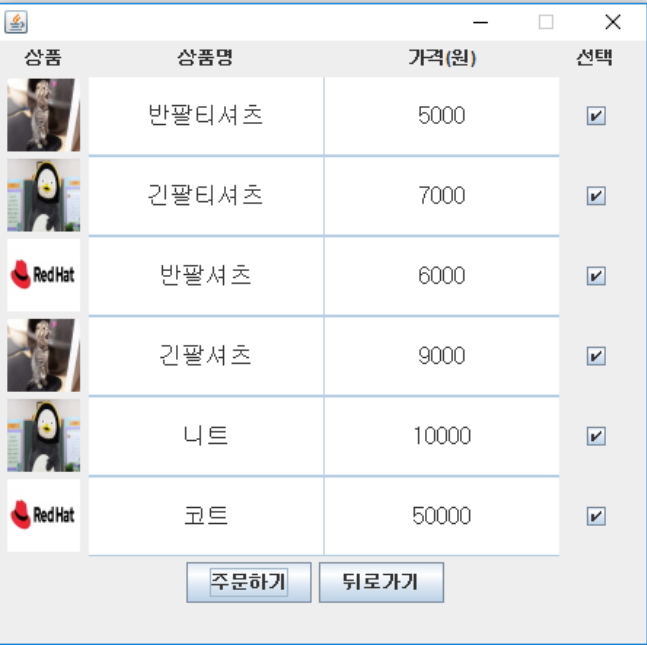 상품 상품명 가격(원) 선택
반팔티셔츠 5000
긴팔티셔츠 7000
RedHat 반팔셔츠 6000
긴팔셔츠 9000
니트 10000
RedHat 코트 50000
주문하기 뒤로가기